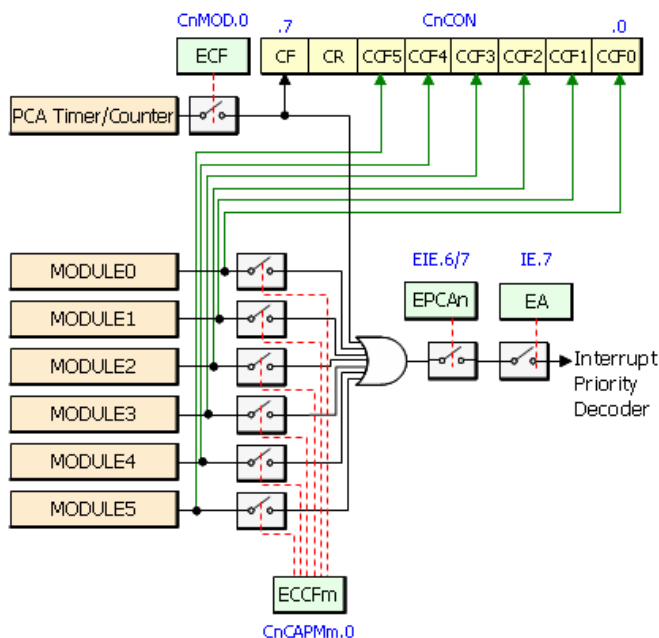 CnMOD.0
.7
CnCON
.0
ECF
CF
CR
CCF5
CCF4
CCF3
CCF2
CCF1
CCF0
PCA Timer/Counter
MODULE0
MODULE1
MODULE2
MODULE3
MODULE4
MODULE5
EIE.6/7
IE.7
EPCAn
EA
Interrupt
Priority
Decoder
ECCFm
CnCAPMm.0